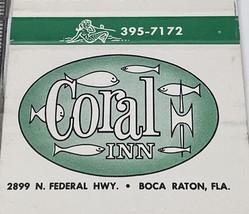 395-7172
Coral
INN
2899 N. FEDERAL HWY. • BOCA RATON, FLA.